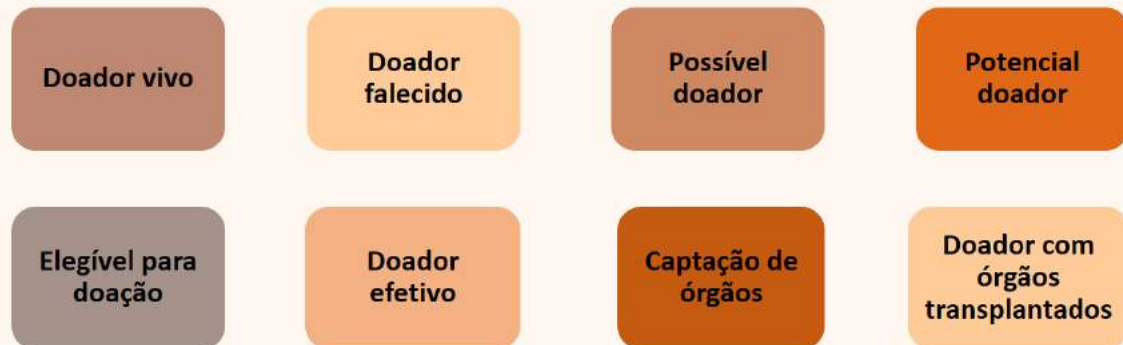 Doador vivo
Doador
falecido
Possível
doador
Potencial
doador
Elegível para
doação
Doador
efetivo
Captação de
órgãos
Doador com
órgãos
transplantados